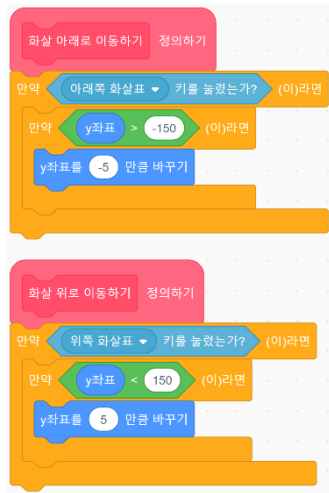 화살 아래로 이동하기 정의하기
만약 아래쪽 화살표 키를 눌렀는가? (이)라면
만약 y좌표 > -150 (이)라면
y좌표를 -5 만큼 바꾸기
화살 위로 이동하기 정의하기
만약 위쪽 화살표 키를 눌렀는가? (이)라면
만약 y좌표 < 150 (이)라면
y좌표를 5 만큼 바꾸기